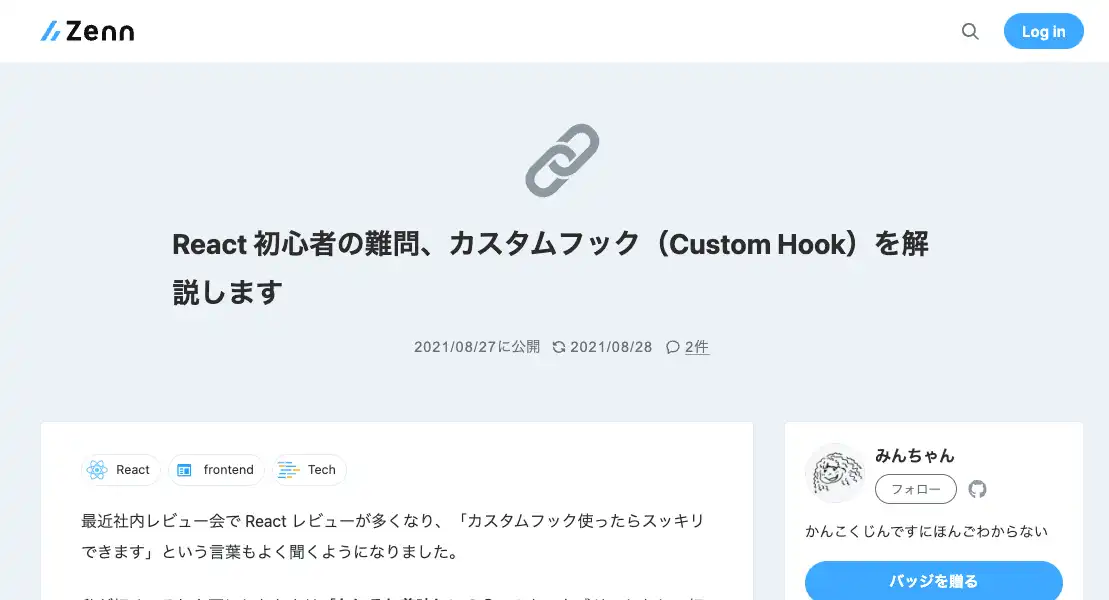 Zenn
Log in
React 初心者の難問、カスタムフック（Custom Hook）を解
説します
2021/08/27に公開 2021/08/28 2件
React frontend Tech
最近社内レビュー会で React レビューが多くなり、「カスタムフック使ったらスッキリ
できます」という言葉もよく聞くようになりました。
みんちゃん
フォロー
かんこくじんですにほんごわからない
バッジを贈る